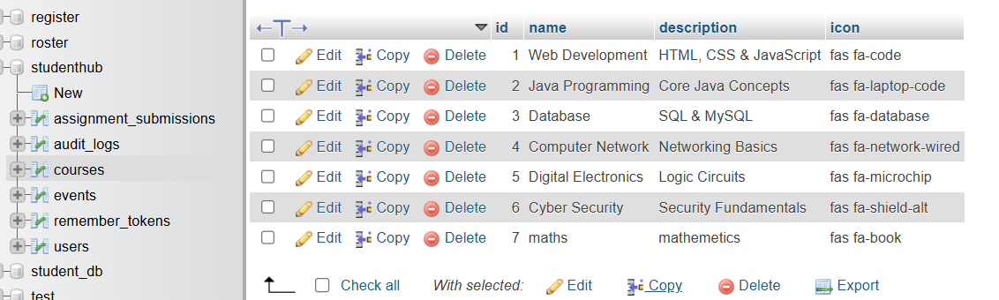 register
roster
studenthub
New
assignment_submissions
audit_logs
courses
events
remember_tokens
users
student_db
test
id name description icon
Edit Copy Delete 1 Web Development HTML, CSS & JavaScript fas fa-code
Edit Copy Delete 2 Java Programming Core Java Concepts fas fa-laptop-code
Edit Copy Delete 3 Database SQL & MySQL fas fa-database
Edit Copy Delete 4 Computer Network Networking Basics fas fa-network-wired
Edit Copy Delete 5 Digital Electronics Logic Circuits fas fa-microchip
Edit Copy Delete 6 Cyber Security Security Fundamentals fas fa-shield-alt
Edit Copy Delete 7 maths mathemetics fas fa-book
Check all With selected: Edit Copy Delete Export